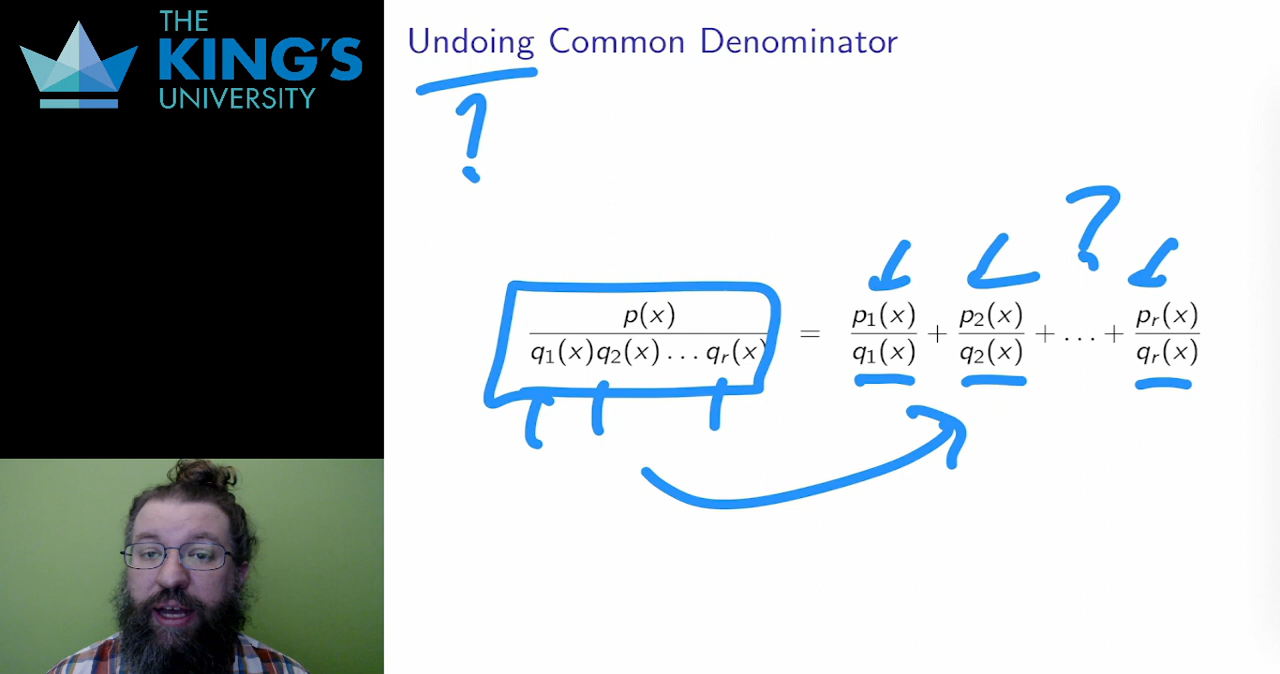 THE
KING'S
UNIVERSITY
Undoing Common Denominator
?
?
p(x) / q₁(x)q₂(x)...qᵣ(x) = p₁(x)/q₁(x) + p₂(x)/q₂(x) + ... + pᵣ(x)/qᵣ(x)